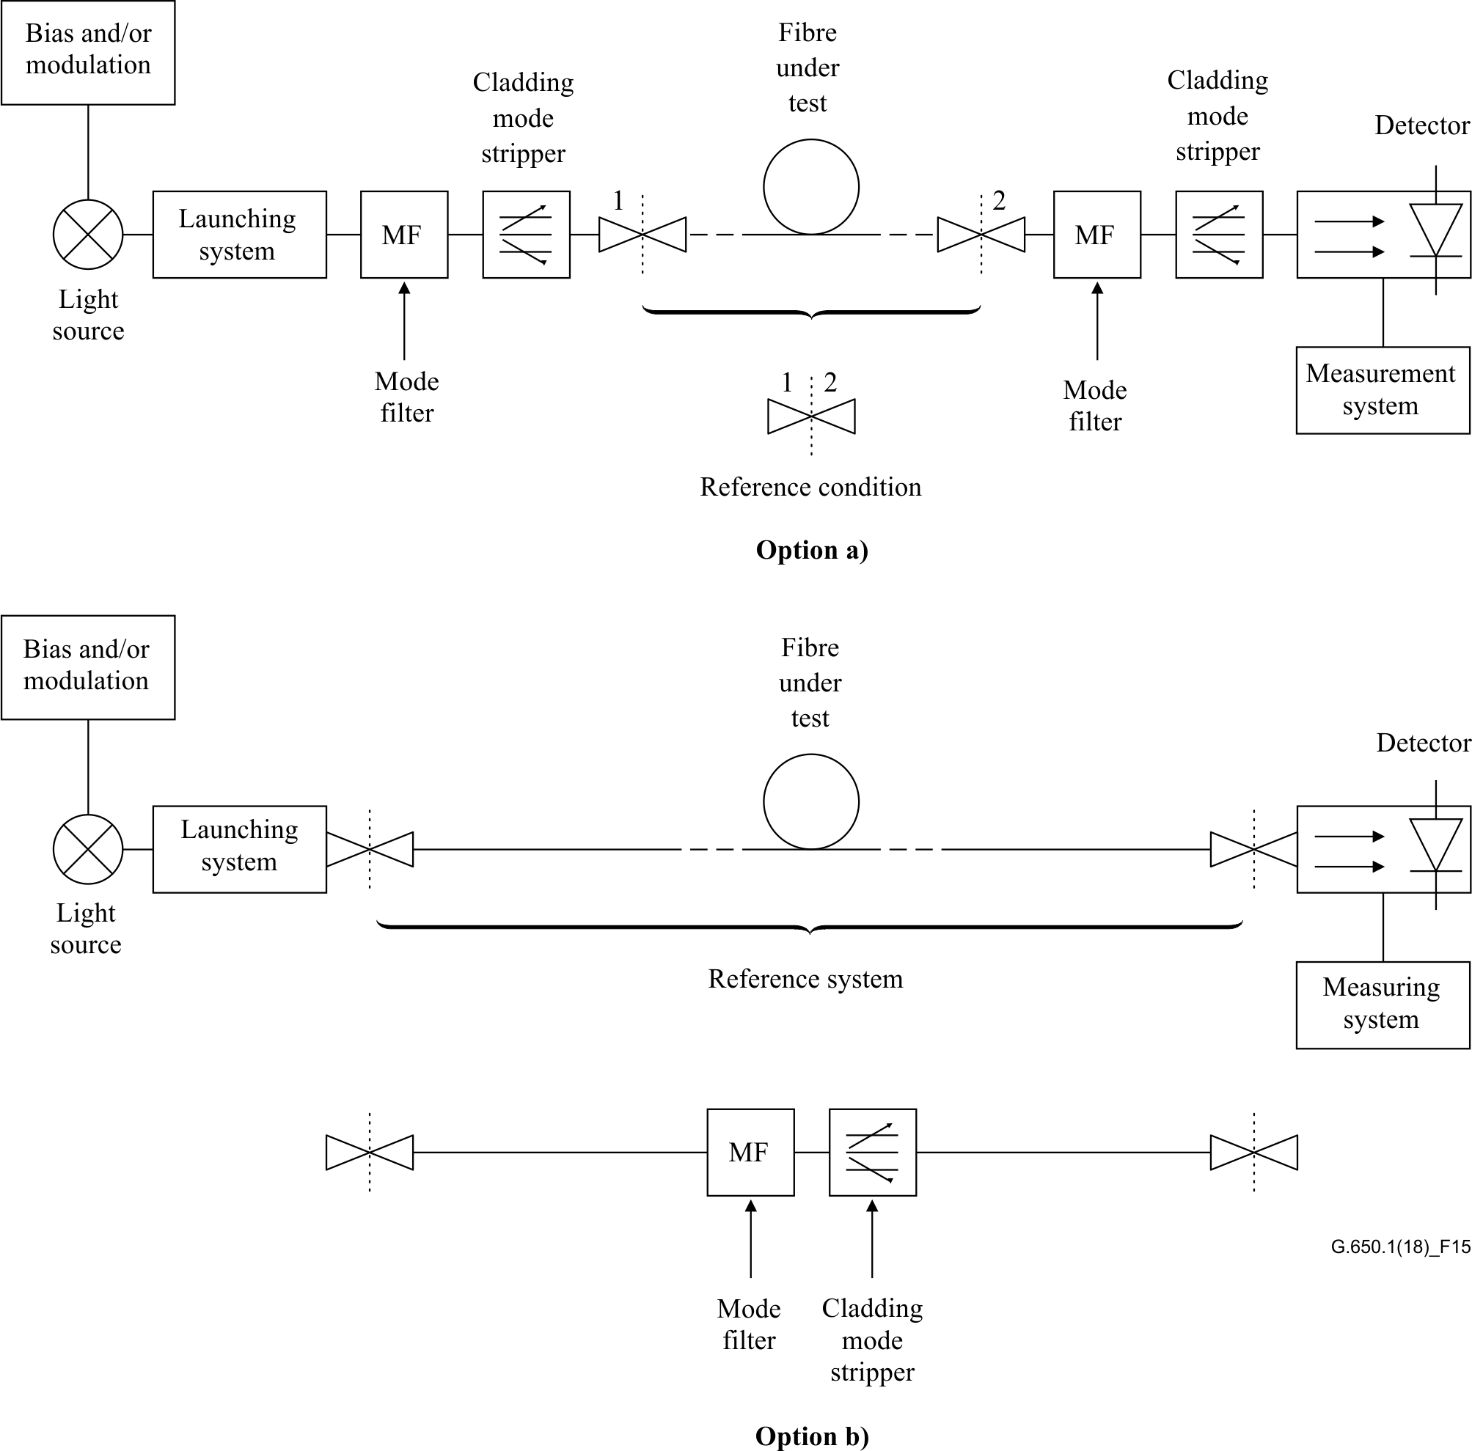 Bias and/or
modulation
Fibre
under
test
Cladding
mode
stripper
Cladding
mode
stripper
Detector
1
2
Launching
system
MF
MF
Light
source
Mode
filter
Mode
filter
Measurement
system
1 2
Reference condition
Option a)
Bias and/or
modulation
Fibre
under
test
Detector
Launching
system
Light
source
Reference system
Measuring
system
MF
G.650.1(18)_F15
Mode
filter
Cladding
mode
stripper
Option b)